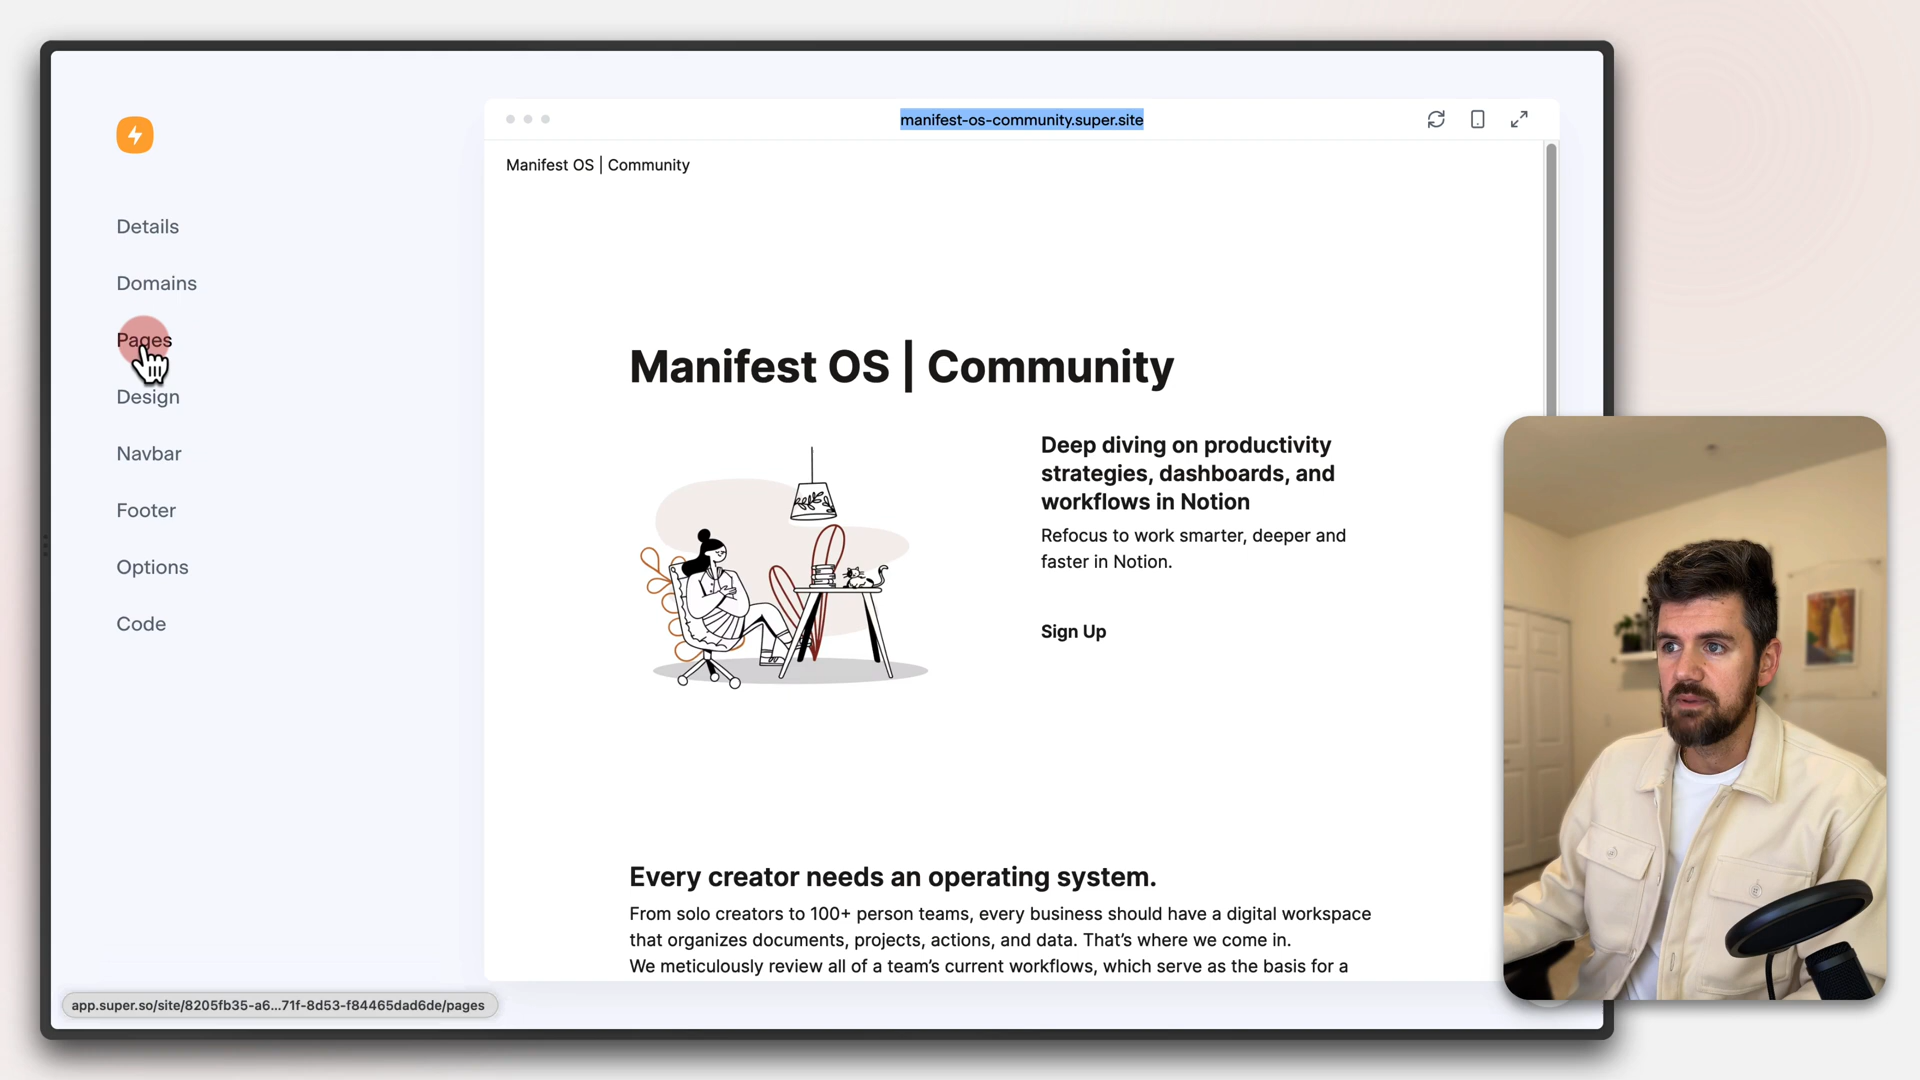 Details
Domains
Pages
Design
Navbar
Footer
Options
Code
manifest-os-community.super.site
Manifest OS | Community
Manifest OS | Community
Deep diving on productivity
strategies, dashboards, and
workflows in Notion
Refocus to work smarter, deeper and
faster in Notion.
Sign Up
Every creator needs an operating system.
From solo creators to 100+ person teams, every business should have a digital workspace
that organizes documents, projects, actions, and data. That’s where we come in.
We meticulously review all of a team’s current workflows, which serve as the basis for a
app.super.so/site/8205fb35-a6...71f-8d53-f84465dad6de/pages